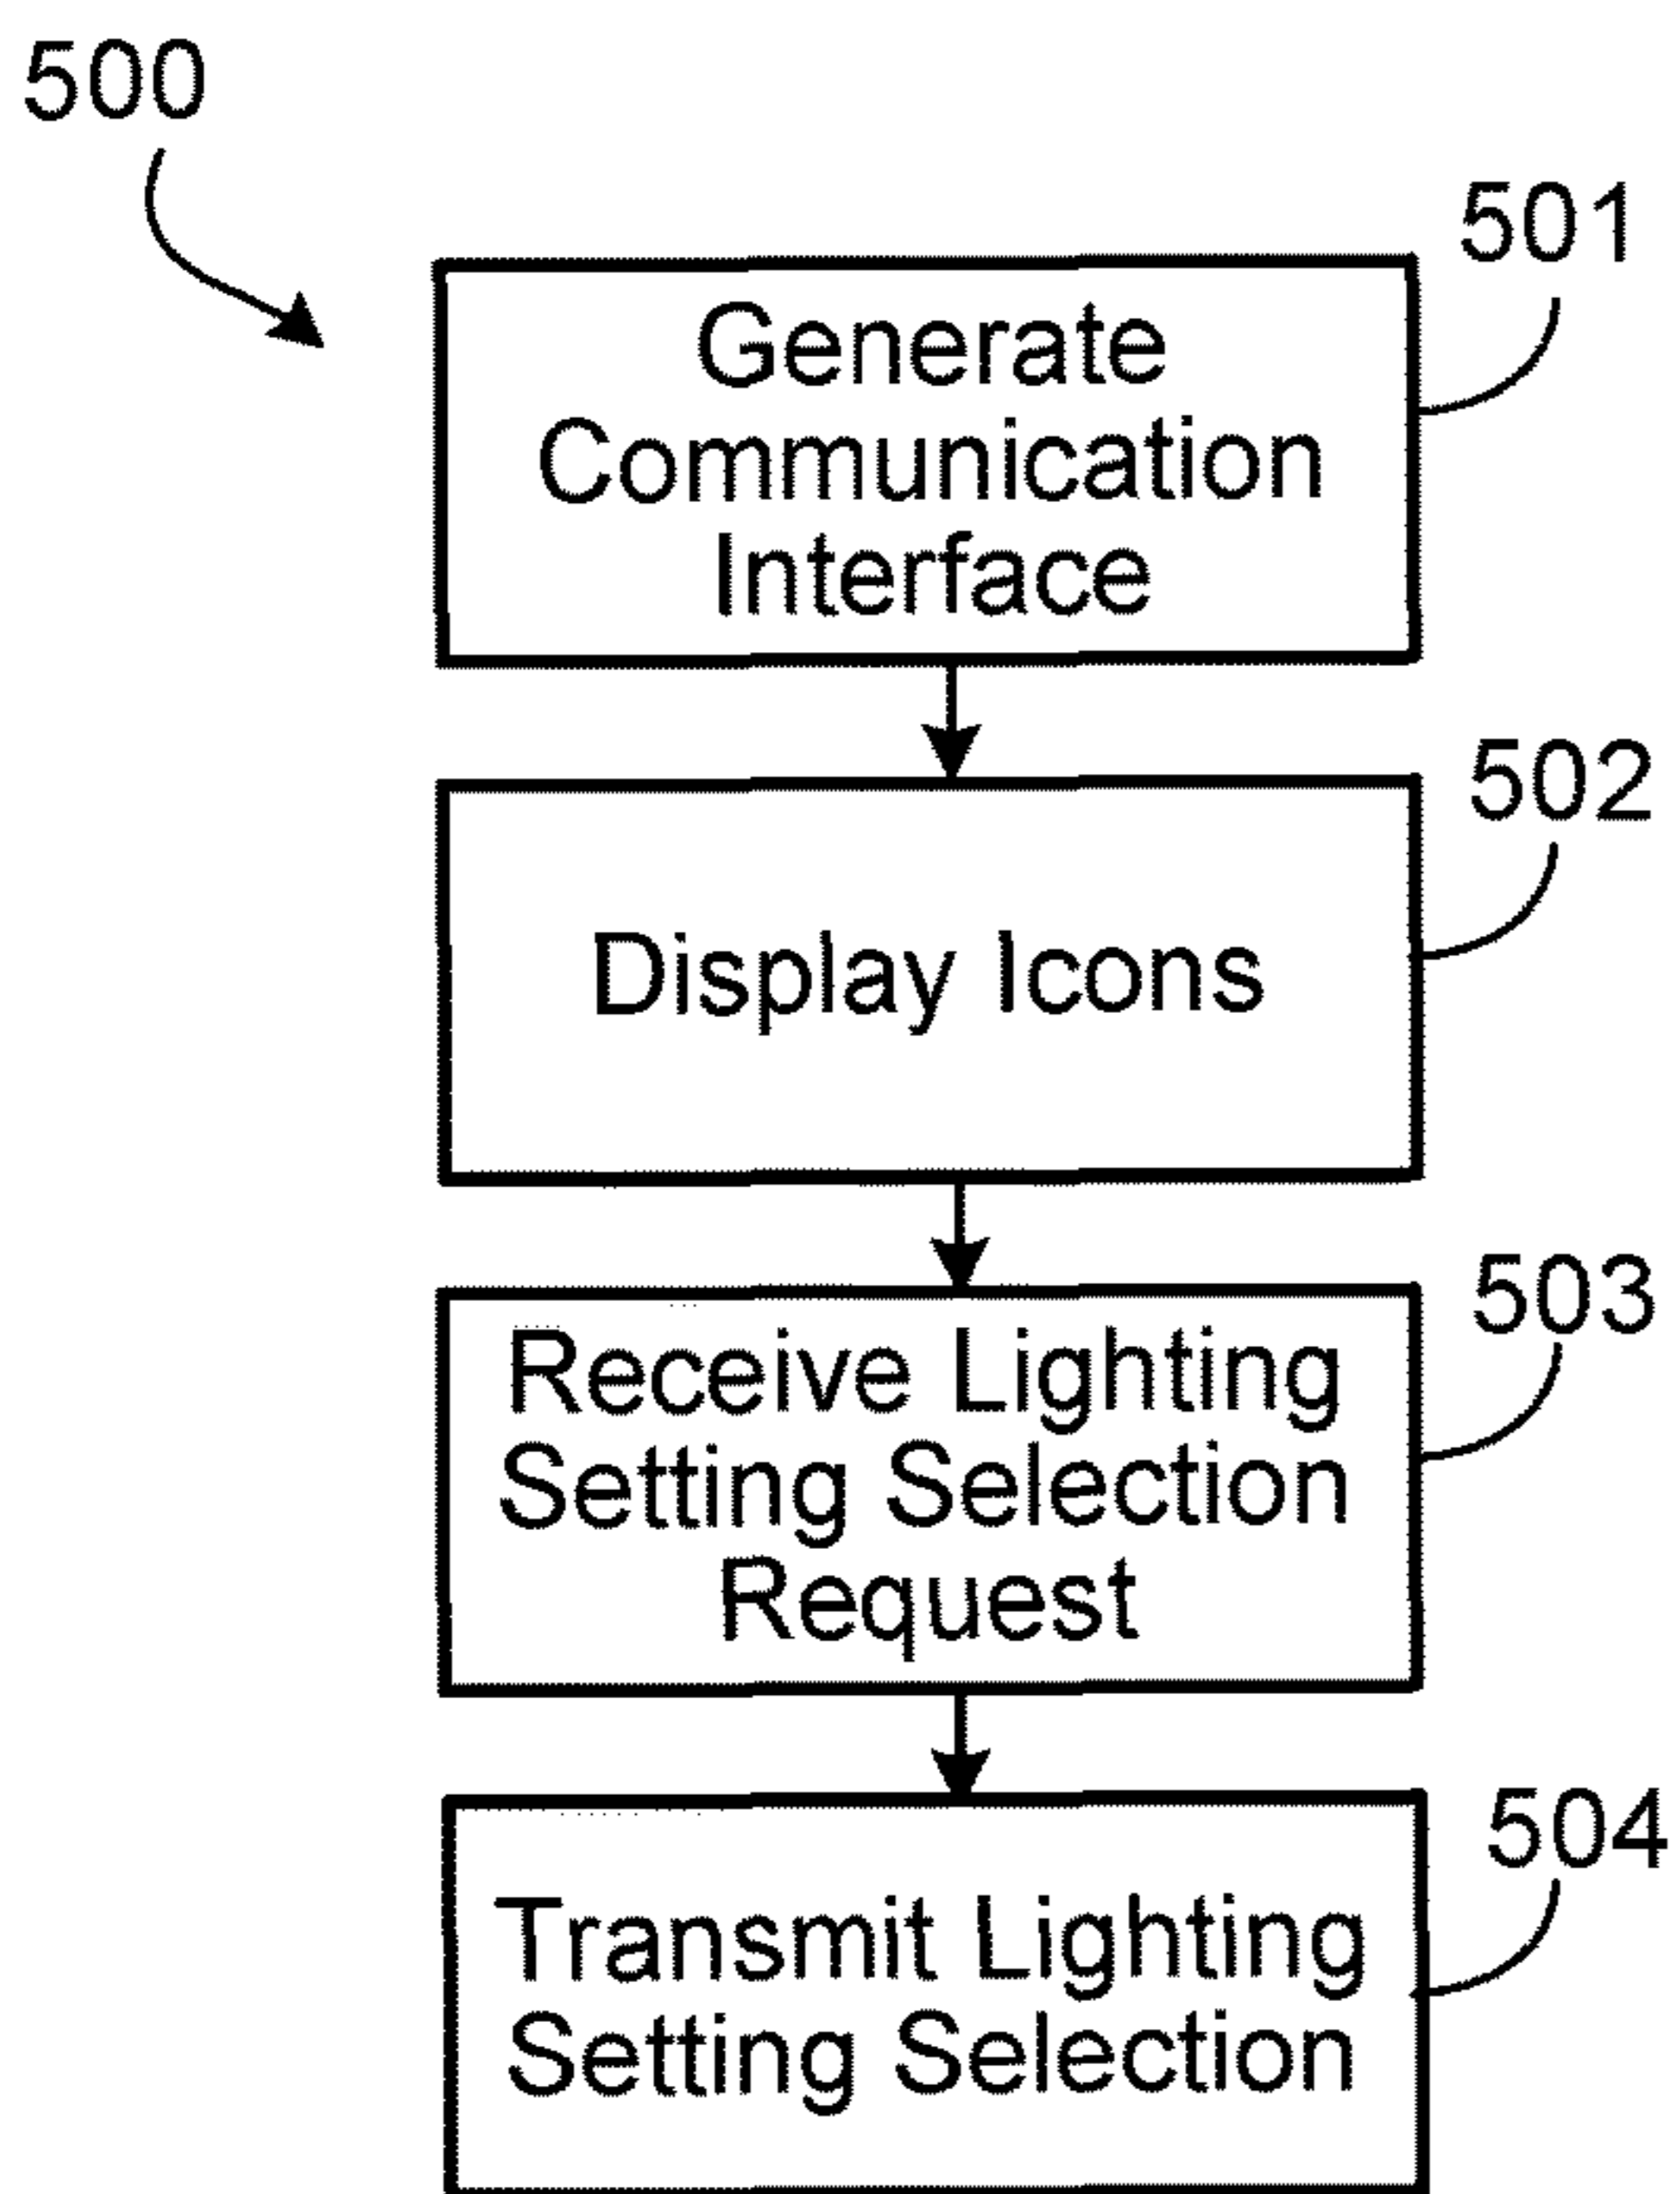 500
501
Generate
Communication
Interface
502
Display Icons
503
Receive Lighting
Setting Selection
Request
504
Transmit Lighting
Setting Selection